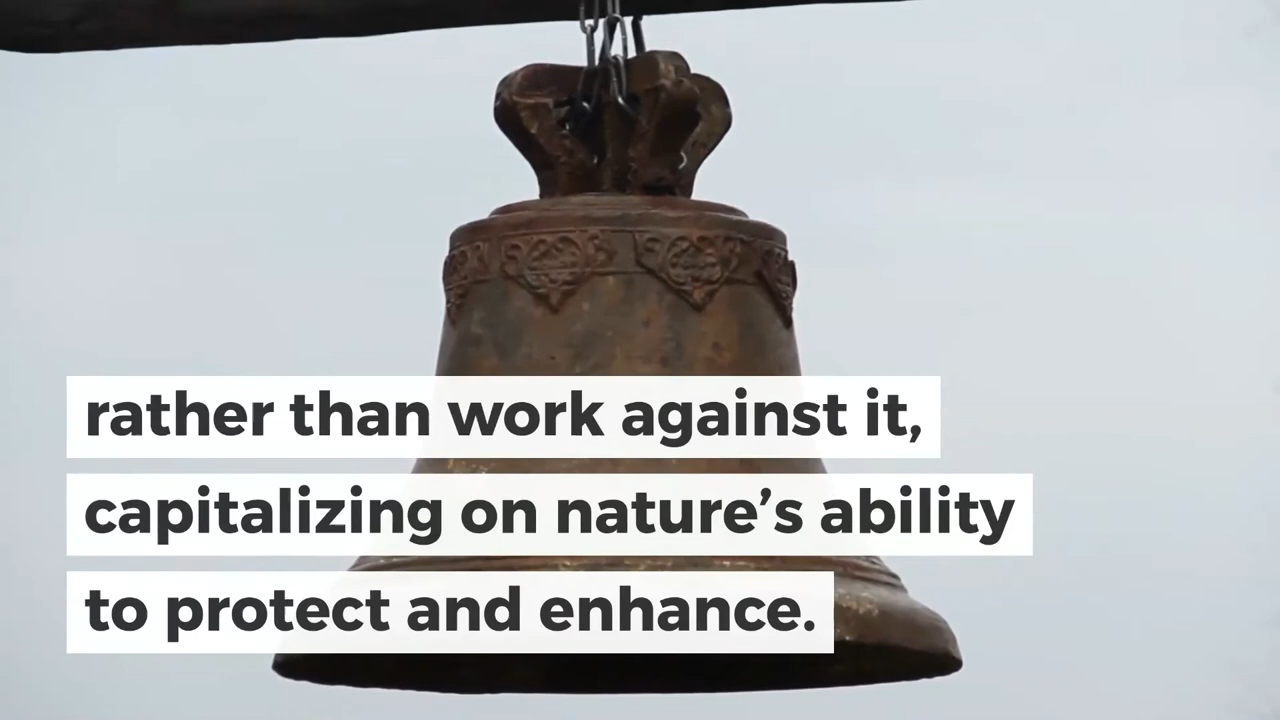 rather than work against it,
capitalizing on nature’s ability
to protect and enhance.